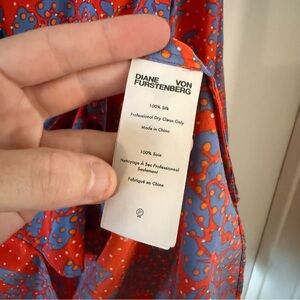 DIANE VON
FURSTENBERG
100% Silk
Professional Dry Clean Only
Made in China
100% Soie
Nettoyage À Sec Professionnel
Seulement
Fabriqué en Chine